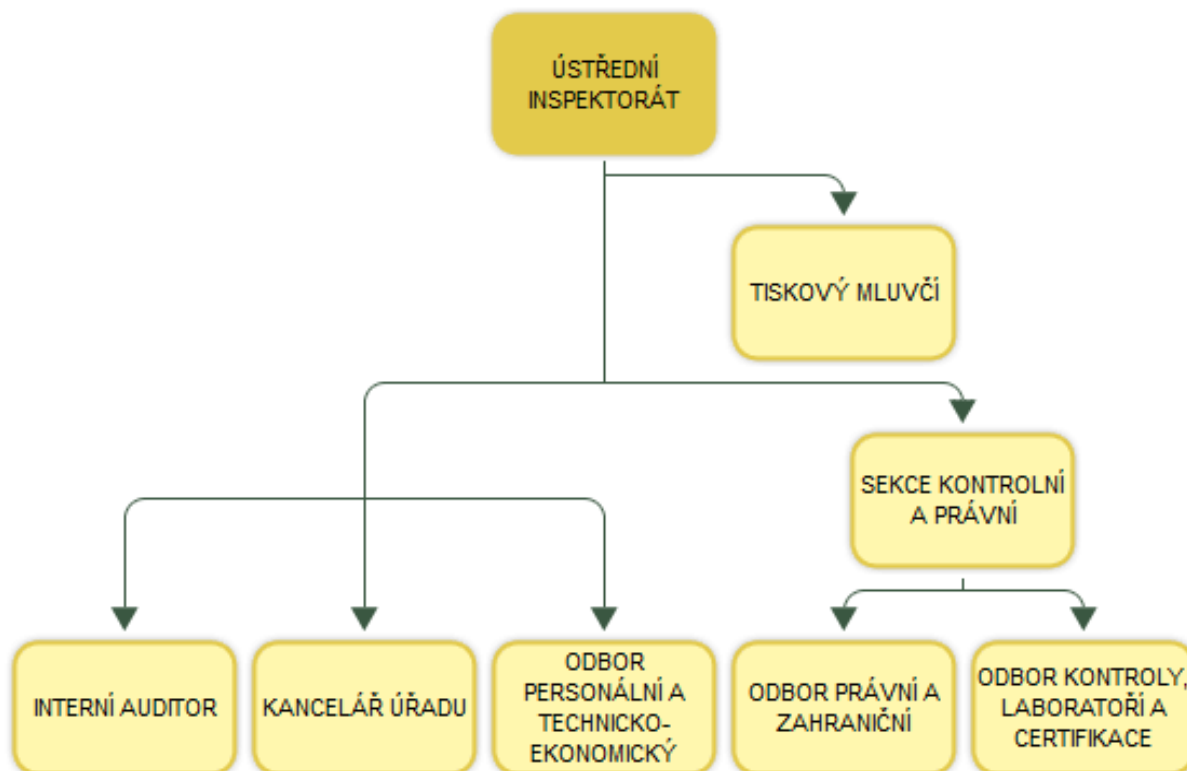 ÚSTŘEDNÍ
INSPEKTORÁT
TISKOVÝ MLUVČÍ
SEKCE KONTROLNÍ
A PRÁVNÍ
INTERNÍ AUDITOR
KANCELÁŘ ÚŘADU
ODBOR
PERSONÁLNÍ A
TECHNICKO-
EKONOMICKÝ
ODBOR PRÁVNÍ A
ZAHRANIČNÍ
ODBOR KONTROLY,
LABORATOŘÍ A
CERTIFIKACE